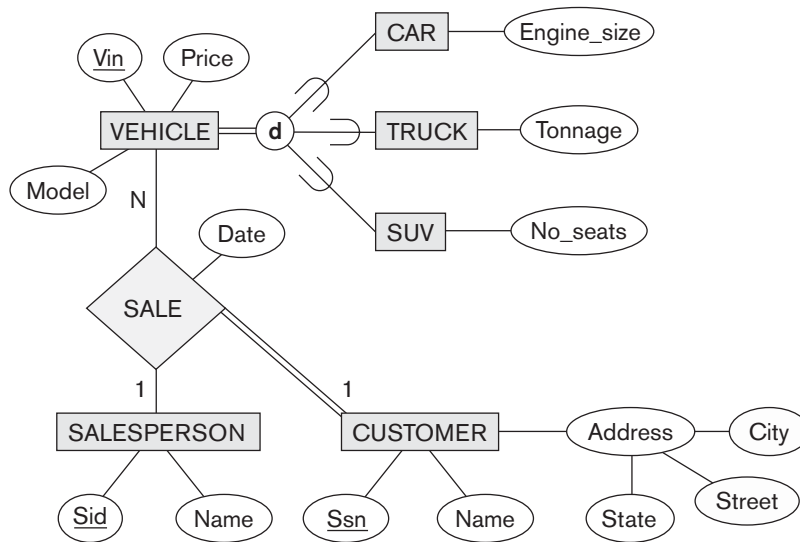 CAR
Engine_size
Vin
Price
VEHICLE
d
TRUCK
Tonnage
Model
N
SUV
No_seats
Date
SALE
1
1
SALESPERSON
CUSTOMER
Address
City
Sid
Name
Ssn
Name
State
Street